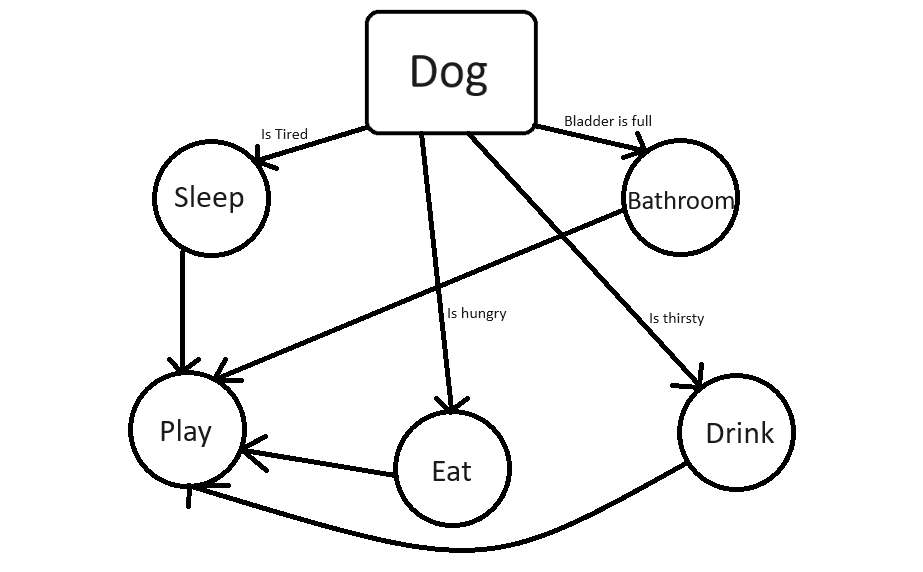 Dog
Is Tired
Bladder is full
Sleep
Bathroom
Is hungry
Is thirsty
Play
Eat
Drink